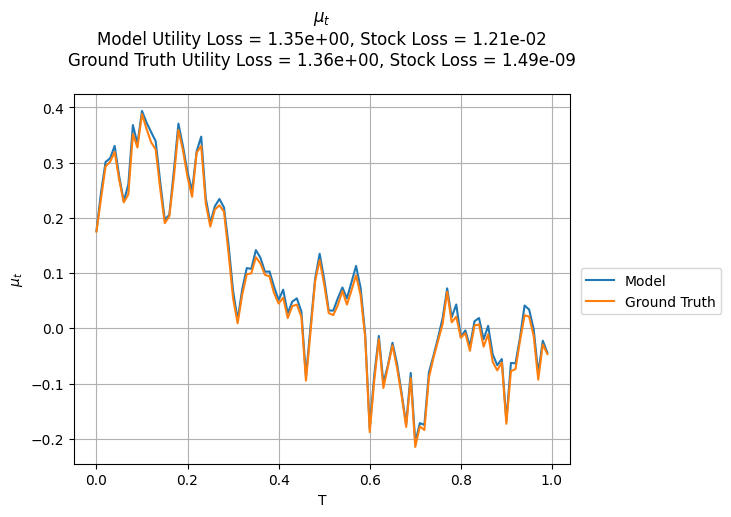 μₜ
Model Utility Loss = 1.35e+00, Stock Loss = 1.21e-02
Ground Truth Utility Loss = 1.36e+00, Stock Loss = 1.49e-09
0.4
0.3
0.2
0.1
0.0
−0.1
−0.2
μₜ
0.0 0.2 0.4 0.6 0.8 1.0
T
Model
Ground Truth